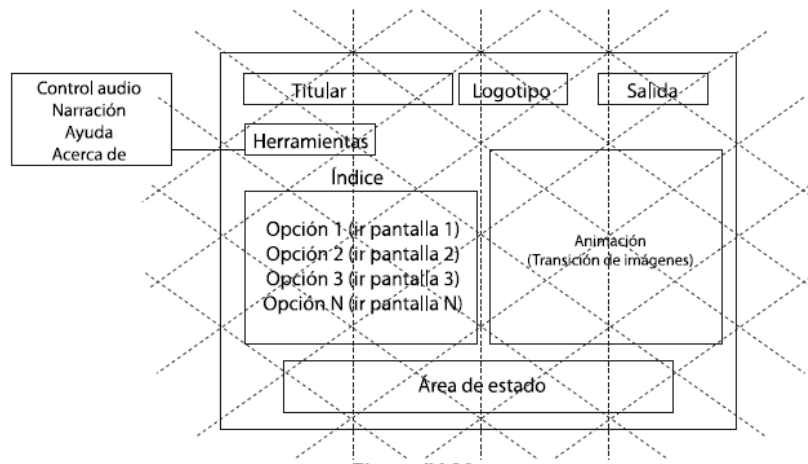 Titular
Logotipo
Salida
Control audio
Narración
Ayuda
Acerca de
Herramientas
Índice
Opción 1 (ir pantalla 1)
Opción 2 (ir pantalla 2)
Opción 3 (ir pantalla 3)
Opción N (ir pantalla N)
Animación
(Transición de imágenes)
Área de estado